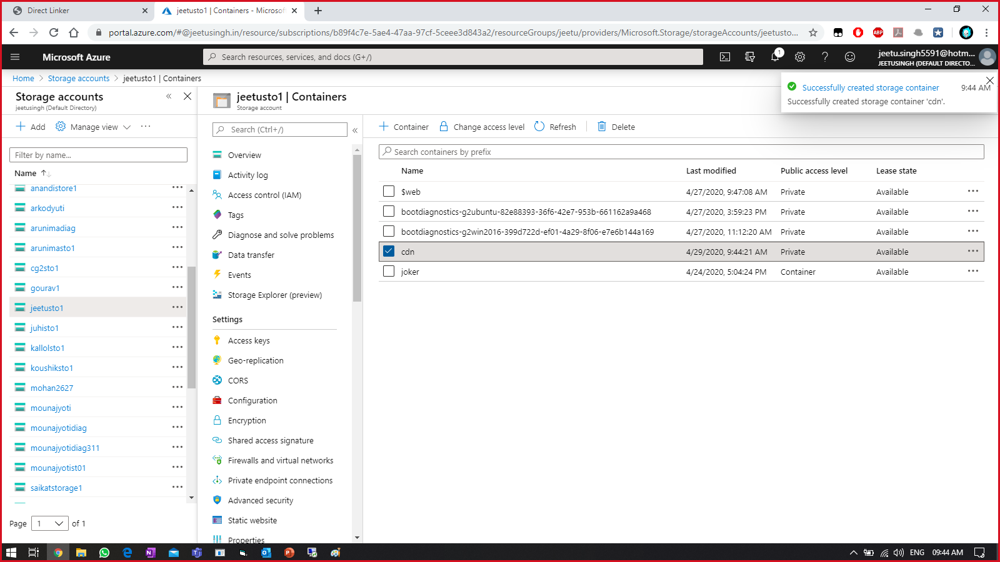 Direct Linker
jeetusto1 | Containers - Microsof
portal.azure.com/#@jeetusingh.in/resource/subscriptions/b89f4c7e-5ae4-47aa-97cf-5ceee3d843a2/resourceGroups/jeetu/providers/Microsoft.Storage/storageAccounts/jeetusto...
ABP
Microsoft Azure
Search resources, services, and docs (G+/)
1
jeetu.singh5591@hotm...
JEETUSINGH (DEFAULT DIRECTO...
Home > Storage accounts > jeetusto1 | Containers
Successfully created storage container
9:44 AM
Successfully created storage container 'cdn'.
Storage accounts
jeetusingh (Default Directory)
Add
Manage view
Filter by name...
Name
anandistore1
arkodyuti
arunimadiag
arunimasto1
cg2sto1
gourav1
jeetusto1
juhisto1
kallolsto1
koushiksto1
mohan2627
mounajyoti
mounajyotidiag
mounajyotidiag311
mounajyotist01
saikatstorage1
Page 1 of 1
jeetusto1 | Containers
Storage account
Search (Ctrl+/)
Overview
Activity log
Access control (IAM)
Tags
Diagnose and solve problems
Data transfer
Events
Storage Explorer (preview)
Settings
Access keys
Geo-replication
CORS
Configuration
Encryption
Shared access signature
Firewalls and virtual networks
Private endpoint connections
Advanced security
Static website
Properties
Container
Change access level
Refresh
Delete
Search containers by prefix
Name Last modified Public access level Lease state
$web 4/27/2020, 9:47:08 AM Private Available
bootdiagnostics-g2ubuntu-82e88393-36f6-42e7-953b-661162a9a468 4/27/2020, 3:59:23 PM Private Available
bootdiagnostics-g2win2016-399d722d-ef01-4a29-8f06-e7e6b144a169 4/27/2020, 11:12:20 AM Private Available
cdn 4/29/2020, 9:44:21 AM Private Available
joker 4/24/2020, 5:04:24 PM Container Available
ENG 09:44 AM